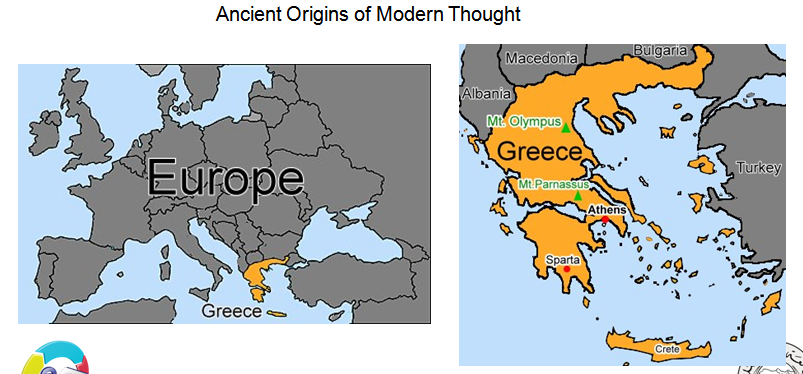 Ancient Origins of Modern Thought
Europe
Greece
Macedonia
Bulgaria
Albania
Mt. Olympus
Greece
Turkey
Mt.Parnassus
Athens
Sparta
Crete